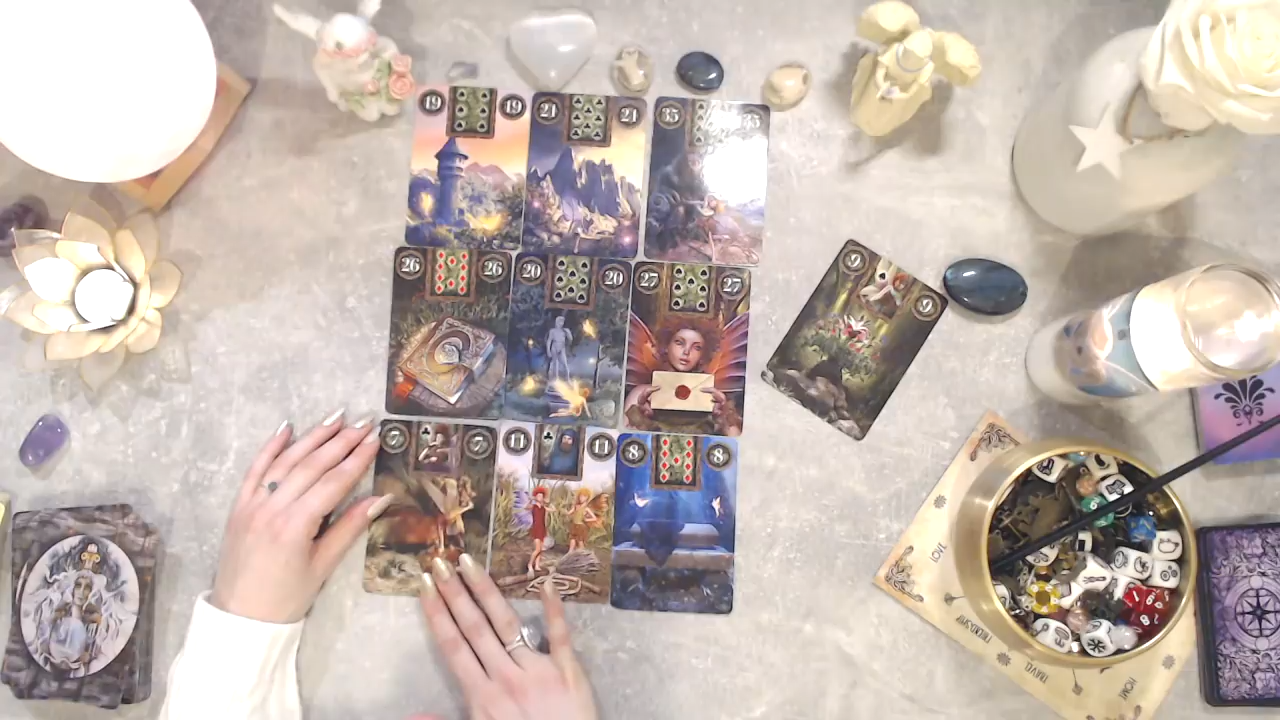 19 19
21 21
35 35
26 26
20 20
27 27
9 9
7 7
11 11
8 8
LOVE
FRIENDSHIP
TRAVEL
HOME